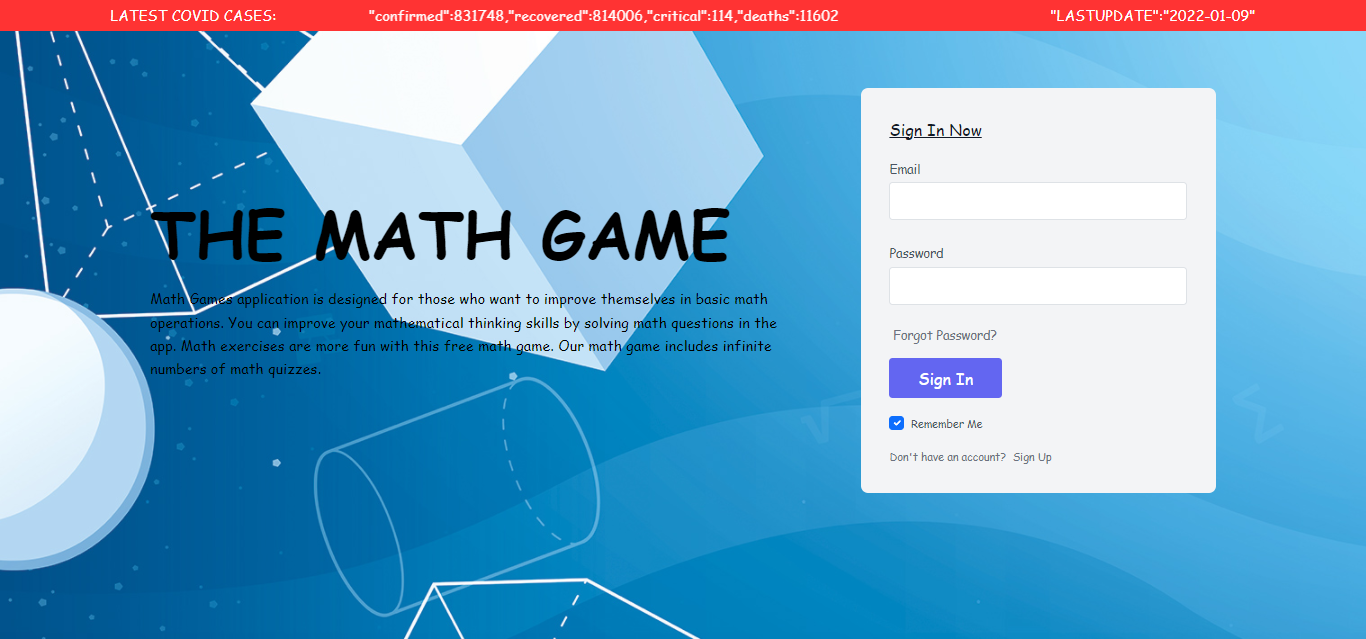 LATEST COVID CASES: "confirmed":831748,"recovered":814006,"critical":114,"deaths":11602 "LASTUPDATE":"2022-01-09"
THE MATH GAME
Math Games application is designed for those who want to improve themselves in basic math
operations. You can improve your mathematical thinking skills by solving math questions in the
app. Math exercises are more fun with this free math game. Our math game includes infinite
numbers of math quizzes.
Sign In Now
Email
Password
Forgot Password?
Sign In
Remember Me
Don't have an account? Sign Up